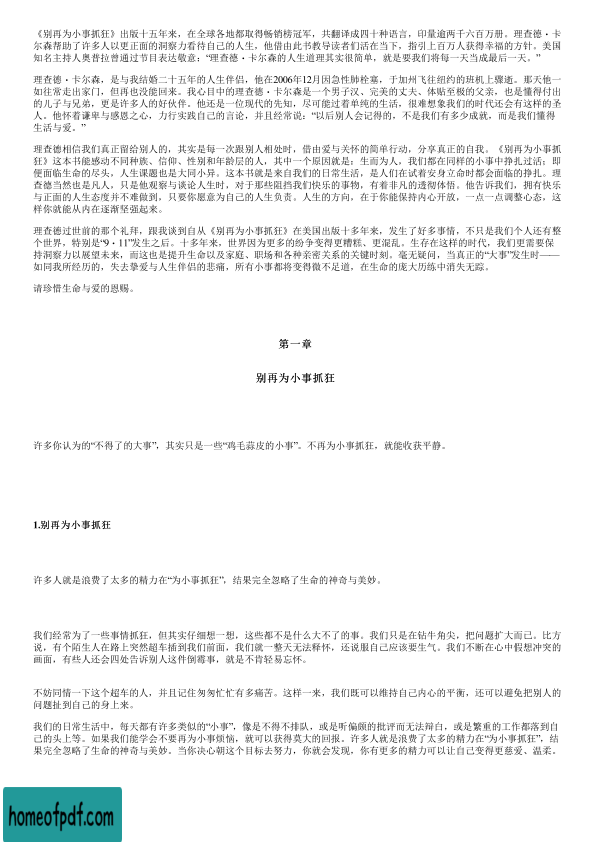 《别再为小事抓狂》出版十五年来，在全球各地都取得畅销榜冠军，共翻译成四十种语言，印量逾两千六百万册。理查德·卡
尔森帮助了许多人以更正面的洞察力看待自己的人生，他借由此书教导读者们活在当下，指引上百万人获得幸福的方针。美国
知名主持人奥普拉曾通过节目表达敬意：“理查德·卡尔森的人生道理其实很简单，就是要我们将每一天当成最后一天。”
理查德·卡尔森，是与我结婚二十五年的人生伴侣，他在2006年12月因急性肺栓塞，于加州飞往纽约的班机上骤逝。那天他一
如往常走出家门，但再也没能回来。我心目中的理查德·卡尔森是一个男子汉、完美的丈夫、体贴至极的父亲，也是懂得付出
的儿子与兄弟，更是许多人的好伙伴。他还是一位现代的先知，尽可能过着单纯的生活，很难想象我们的时代还会有这样的圣
人。他怀着谦卑与感恩之心，力行实践自己的言论，并且经常说：“以后别人会记得的，不是我们有多少成就，而是我们懂得
生活与爱。”
理查德相信我们真正留给别人的，其实是每一次跟别人相处时，借由爱与关怀的简单行动，分享真正的自我。《别再为小事抓
狂》这本书能感动不同种族、信仰、性别和年龄层的人，其中一个原因就是：生而为人，我们都在同样的小事中挣扎过活；即
便面临生命的尽头，人生课题也是大同小异。这本书就是来自我们的日常生活，是人们在试着安身立命时都会面临的挣扎。理
查德当然也是凡人，只是他观察与谈论人生时，对于那些阻挡我们快乐的事物，有着非凡的透彻体悟。他告诉我们，拥有快乐
与正面的人生态度并不难做到，只要你愿意为自己的人生负责。人生的方向，在于你能保持内心开放，一点一点调整心态，这
样你就能从内在逐渐坚强起来。
理查德过世前的那个礼拜，跟我谈到自从《别再为小事抓狂》在美国出版十多年来，发生了好多事情，不只是我们个人还有整
个世界，特别是“9·11”发生之后。十多年来，世界因为更多的纷争变得更糟糕、更混乱。生存在这样的时代，我们更需要保
持洞察力以展望未来，而这也是提升生命以及家庭、职场和各种亲密关系的关键时刻。毫无疑问，当真正的“大事”发生时——
如同我所经历的，失去挚爱与人生伴侣的悲痛，所有小事都将变得微不足道，在生命的庞大历练中消失无踪。
请珍惜生命与爱的恩赐。
第一章
别再为小事抓狂
许多你认为的“不得了的大事”，其实只是一些“鸡毛蒜皮的小事”。不再为小事抓狂，就能收获平静。
1.别再为小事抓狂
许多人就是浪费了太多的精力在“为小事抓狂”，结果完全忽略了生命的神奇与美妙。
我们经常为了一些事情抓狂，但其实仔细想一想，这些都不是什么大不了的事。我们只是在钻牛角尖，把问题扩大而已。比方
说，有个陌生人在路上突然超车插到我们前面，我们就一整天无法释怀，还说服自己应该要生气。我们不断在心中假想冲突的
画面，有些人还会四处告诉别人这件倒霉事，就是不肯轻易忘怀。
不妨同情一下这个超车的人，并且记住匆匆忙忙有多痛苦。这样一来，我们既可以维持自己内心的平衡，还可以避免把别人的
问题扯到自己的身上来。
我们的日常生活中，每天都有许多类似的“小事”，像是不得不排队，或是听偏颇的批评而无法辩白，或是繁重的工作都落到自
己的头上等。如果我们能学会不要再为小事烦恼，就可以获得莫大的回报。许多人就是浪费了太多的精力在“为小事抓狂”，结
果完全忽略了生命的神奇与美妙。当你决心朝这个目标去努力，你就会发现，你有更多的精力可以让自己变得更慈爱、温柔。
homeofpdf.com